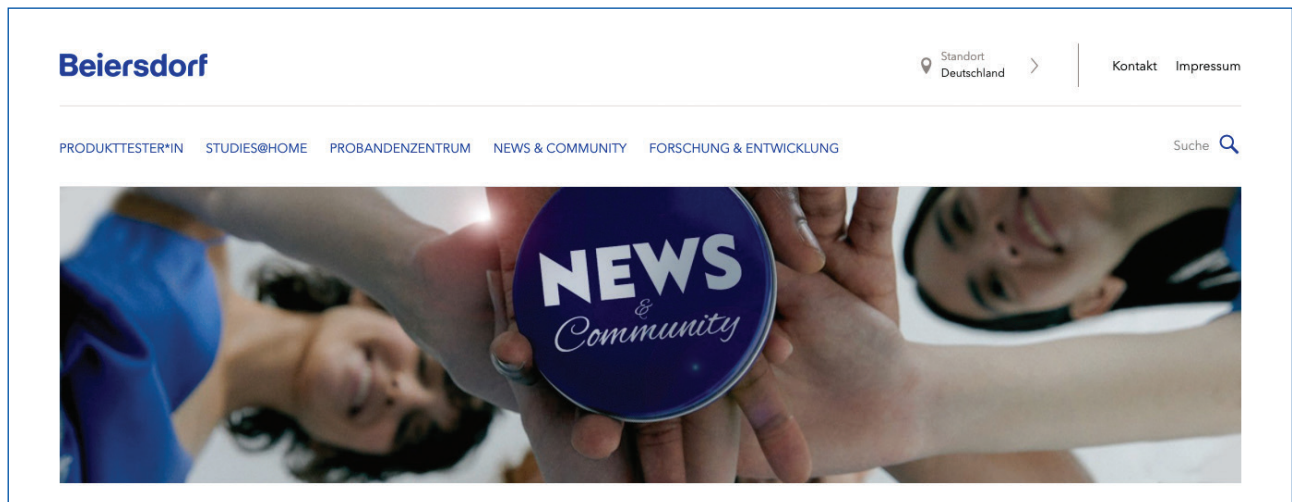 Beiersdorf
Standort
Deutschland
Kontakt Impressum
PRODUKTTESTER*IN STUDIES@HOME PROBANDENZENTRUM NEWS & COMMUNITY FORSCHUNG & ENTWICKLUNG
Suche
NEWS
&
Community